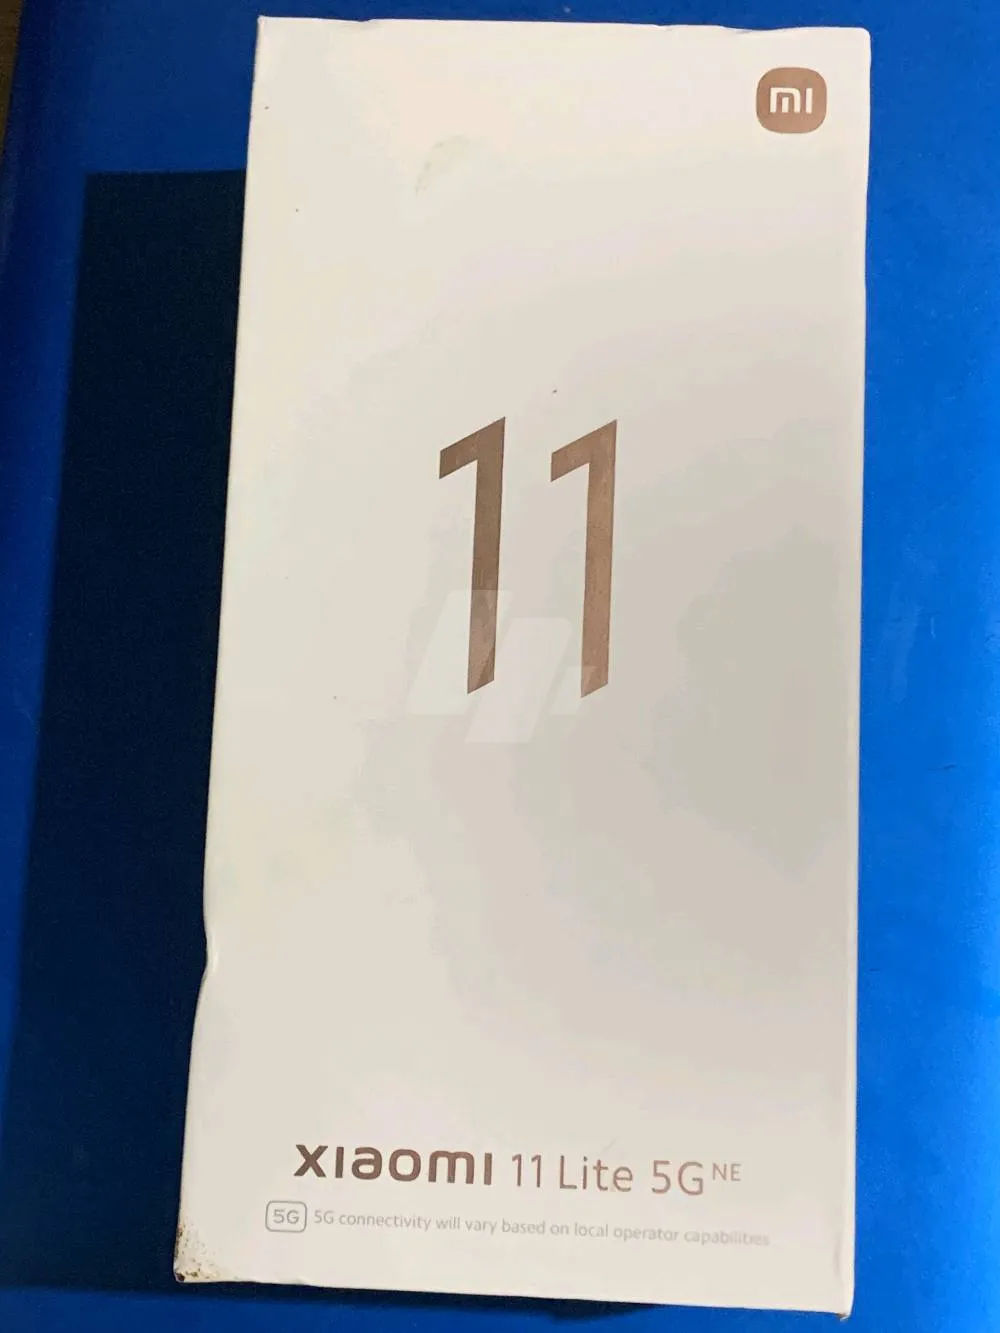 mi
11
xiaomi 11 Lite 5G NE
5G 5G connectivity will vary based on local operator capabilities